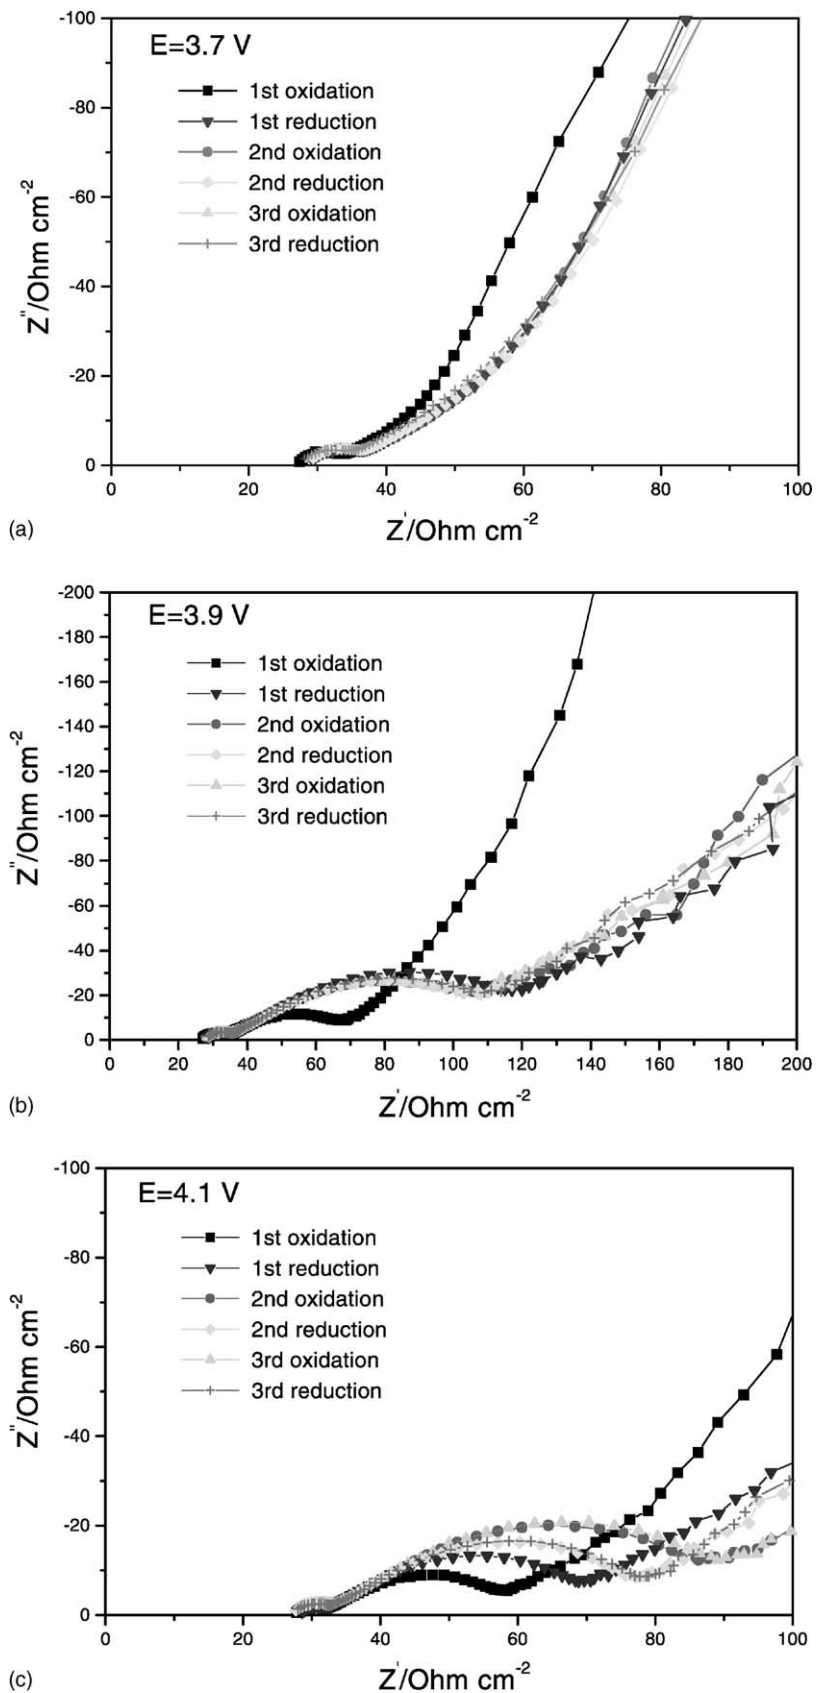 E=3.7 V
1st oxidation
1st reduction
2nd oxidation
2nd reduction
3rd oxidation
3rd reduction
Z''/Ohm cm-2
-100
-80
-60
-40
-20
0
0 20 40 60 80 100
Z'/Ohm cm-2
(a)
E=3.9 V
1st oxidation
1st reduction
2nd oxidation
2nd reduction
3rd oxidation
3rd reduction
Z''/Ohm cm-2
-200
-180
-160
-140
-120
-100
-80
-60
-40
-20
0
0 20 40 60 80 100 120 140 160 180 200
Z'/Ohm cm-2
(b)
E=4.1 V
1st oxidation
1st reduction
2nd oxidation
2nd reduction
3rd oxidation
3rd reduction
Z''/Ohm cm-2
-100
-80
-60
-40
-20
0
0 20 40 60 80 100
Z'/Ohm cm-2
(c)